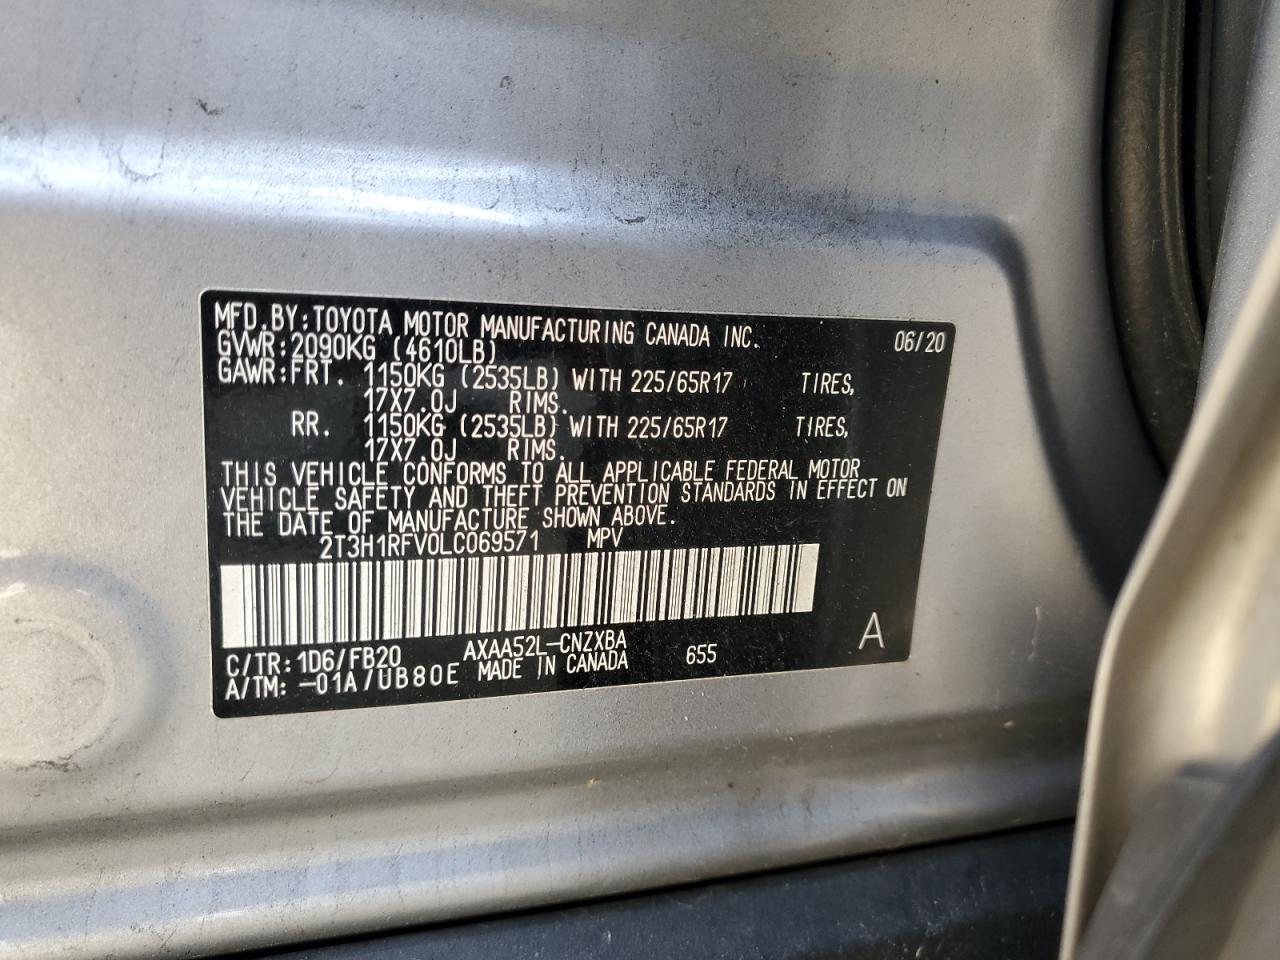 MFD.BY:TOYOTA MOTOR MANUFACTURING CANADA INC. 06/20
GVWR:2090KG (4610LB)
GAWR:FRT. 1150KG (2535LB) WITH 225/65R17 TIRES,
17X7.0J RIMS.
RR. 1150KG (2535LB) WITH 225/65R17 TIRES,
17X7.0J RIMS.
THIS VEHICLE CONFORMS TO ALL APPLICABLE FEDERAL MOTOR
VEHICLE SAFETY AND THEFT PREVENTION STANDARDS IN EFFECT ON
THE DATE OF MANUFACTURE SHOWN ABOVE.
2T3H1RFV0LC069571 MPV
C/TR:1D6/FB20 AXAA52L-CNZXBA 655 A
A/TM:-01A/UB80E MADE IN CANADA